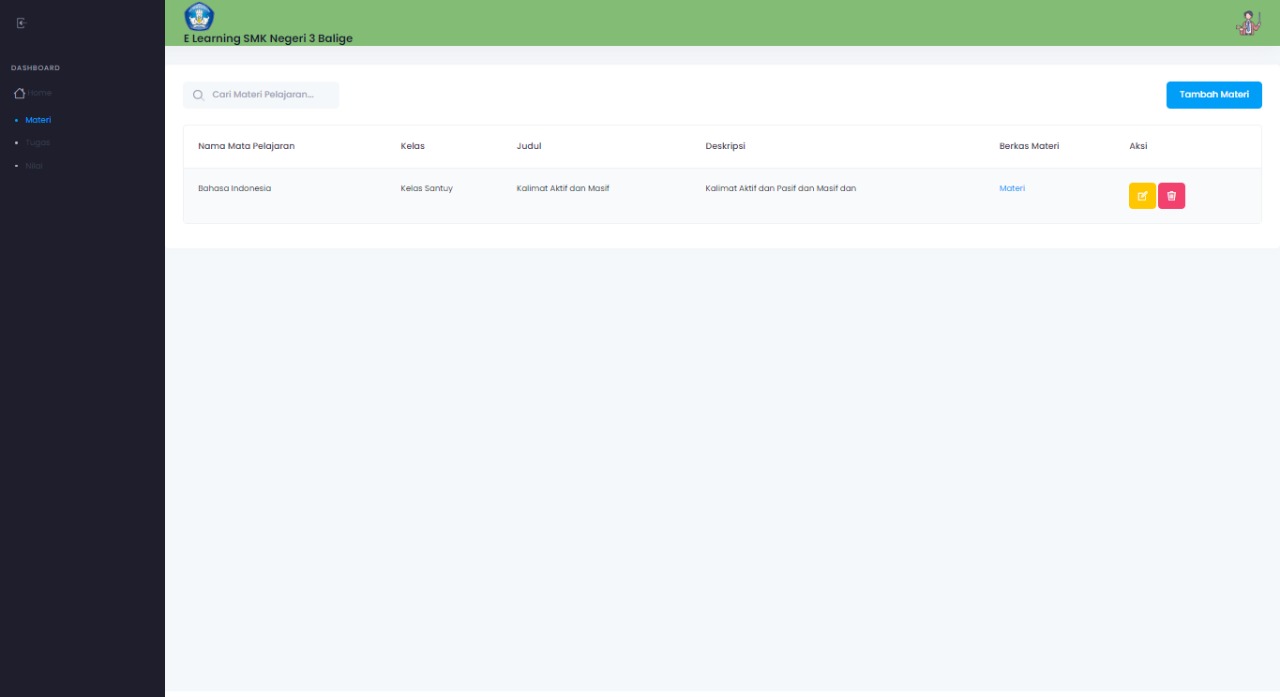 E Learning SMK Negeri 3 Balige
DASHBOARD
Home
Materi
Tugas
Nilai
Cari Materi Pelajaran...
Tambah Materi
Nama Mata Pelajaran Kelas Judul Deskripsi Berkas Materi Aksi
Bahasa Indonesia Kelas Santuy Kalimat Aktif dan Masif Kalimat Aktif dan Pasif dan Masif dan Materi